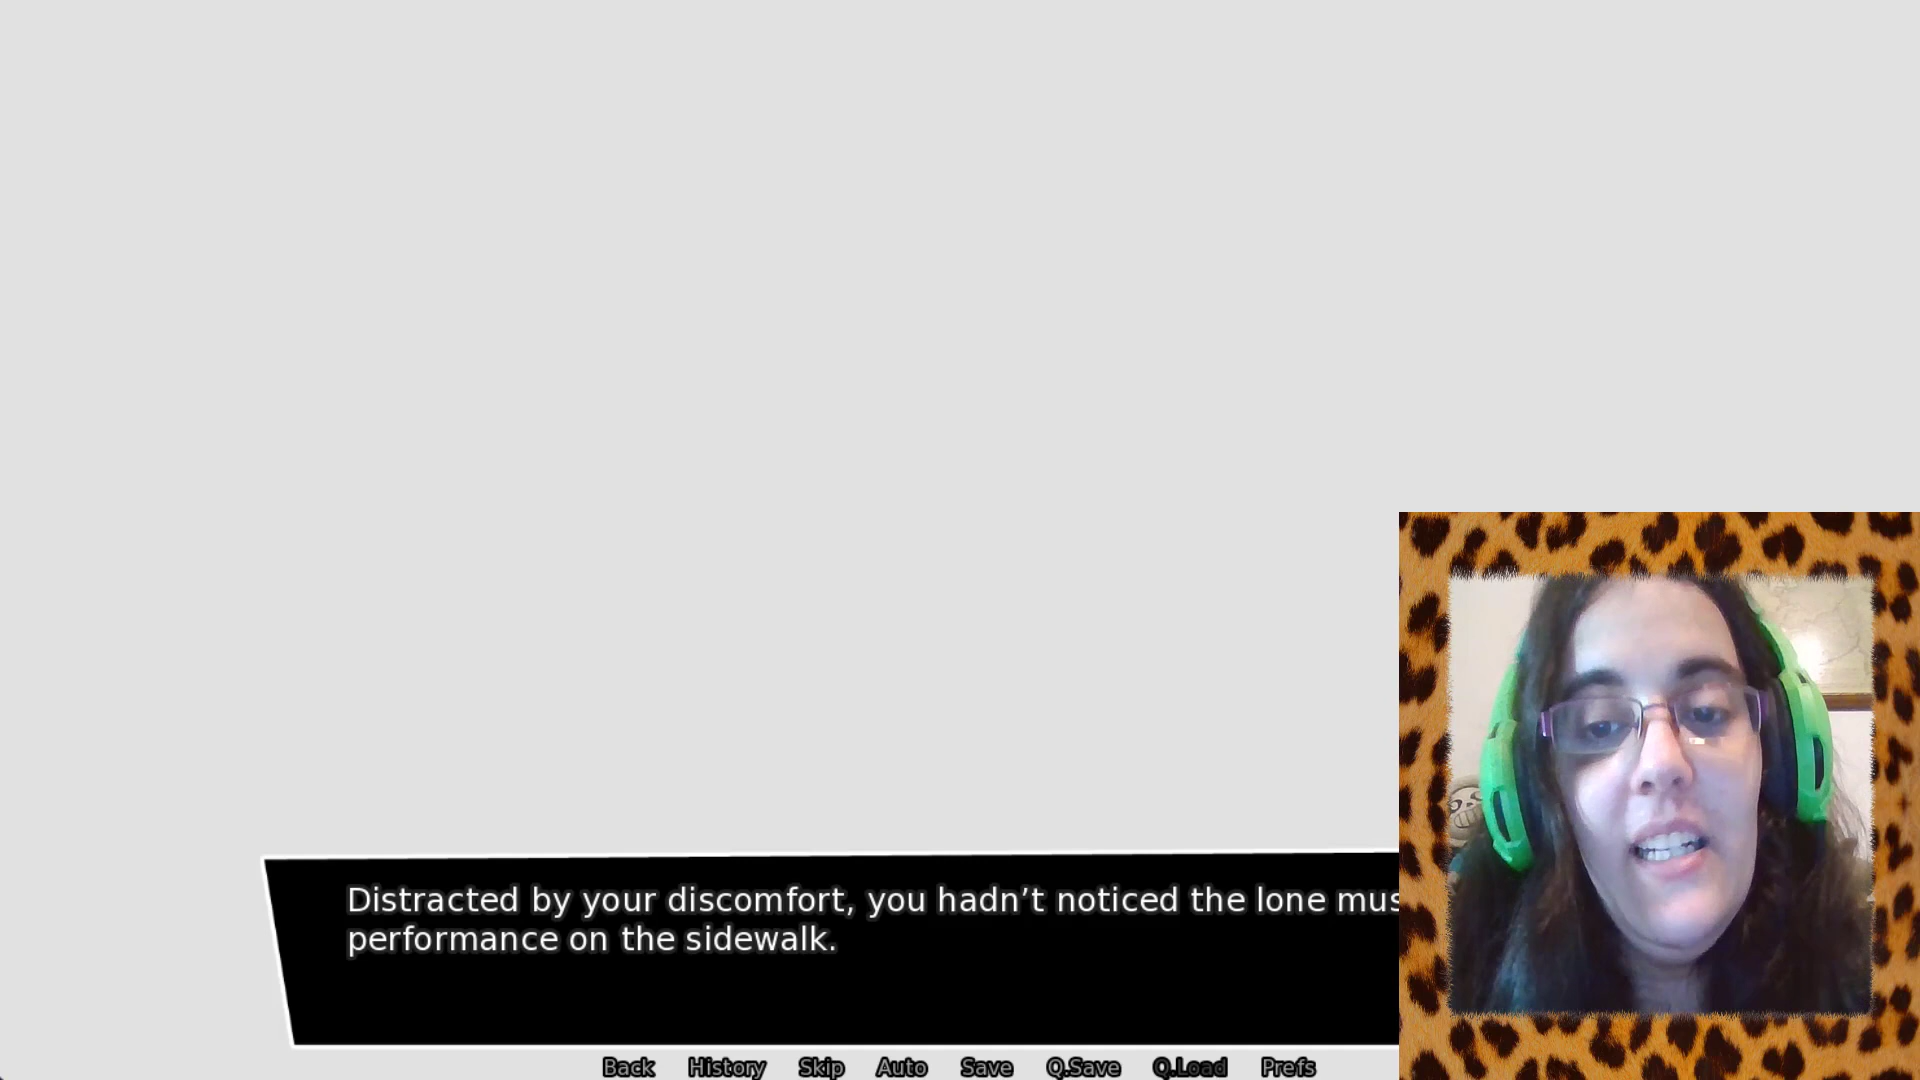 Distracted by your discomfort, you hadn’t noticed the lone
performance on the sidewalk.
Back History Skip Auto Save Q.Save Q.Load Prefs